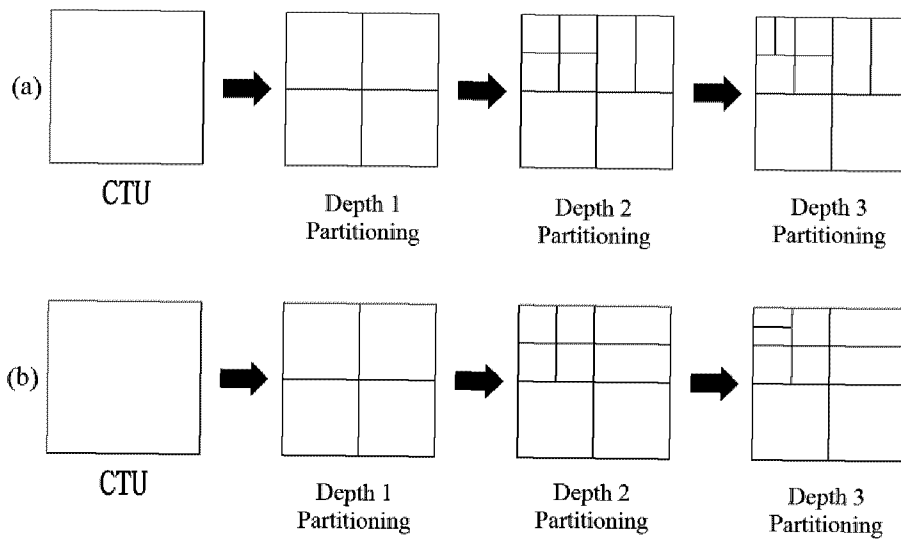 (a)
CTU
Depth 1
Partitioning
Depth 2
Partitioning
Depth 3
Partitioning
(b)
CTU
Depth 1
Partitioning
Depth 2
Partitioning
Depth 3
Partitioning